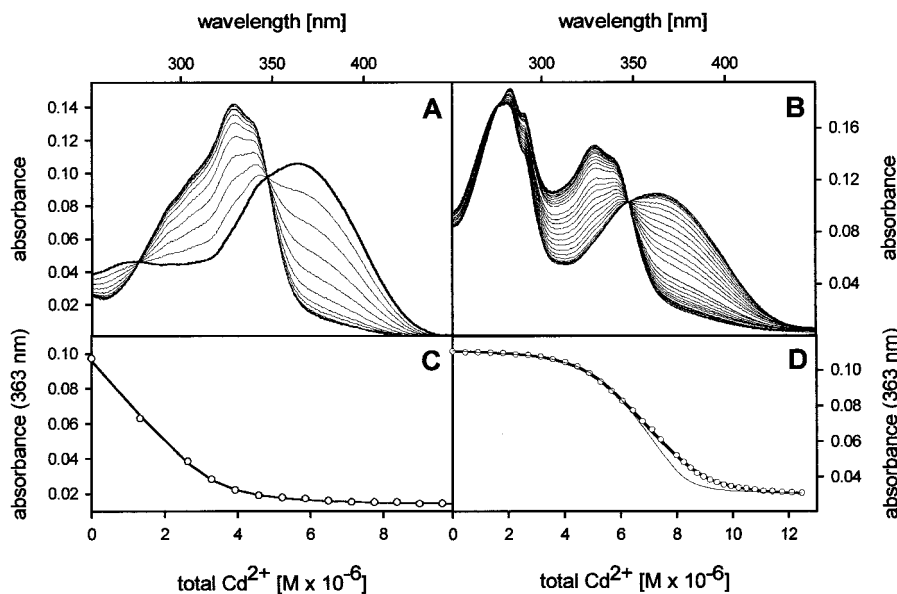 wavelength [nm] wavelength [nm]
300 350 400 300 350 400
A B
absorbance
0.14
0.12
0.10
0.08
0.06
0.04
0.02
absorbance
0.16
0.12
0.08
0.04
C D
absorbance (363 nm)
0.10
0.08
0.06
0.04
0.02
absorbance (363 nm)
0.10
0.08
0.06
0.04
0 2 4 6 8 0 2 4 6 8 10 12
total Cd²⁺ [M x 10⁻⁶] total Cd²⁺ [M x 10⁻⁶]